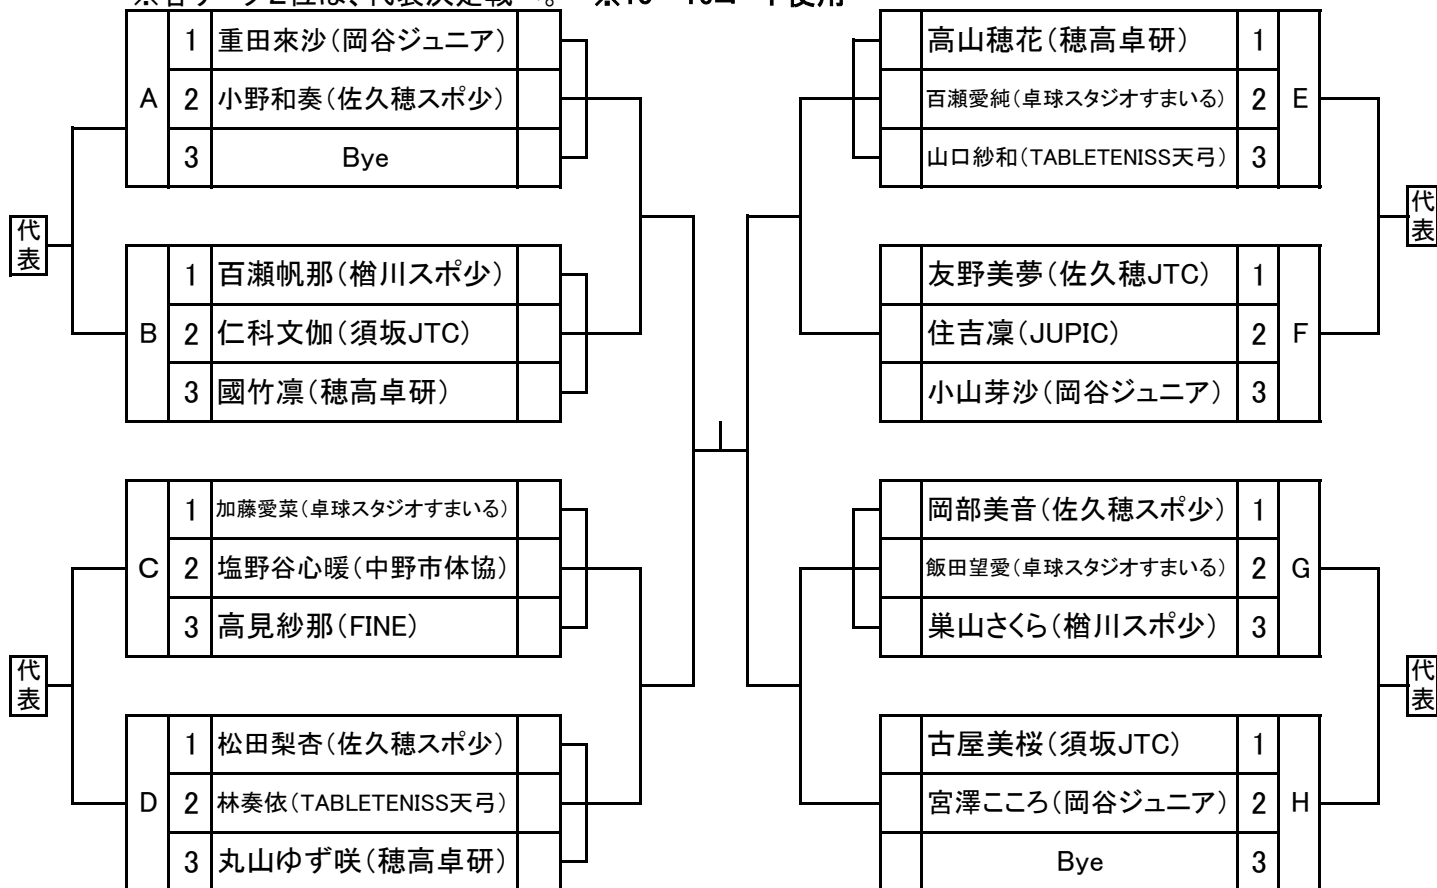 A
1 重田來沙(岡谷ジュニア)
2 小野和奏(佐久穂スポ少)
3 Bye
代表
B
1 百瀬帆那(楢川スポ少)
2 仁科文伽(須坂JTC)
3 國竹凛(穂高卓研)
C
1 加藤愛菜(卓球スタジオすまいる)
2 塩野谷心暖(中野市体協)
3 高見紗那(FINE)
代表
D
1 松田梨杏(佐久穂スポ少)
2 林奏依(TABLETENISS天弓)
3 丸山ゆず咲(穂高卓研)
高山穂花(穂高卓研) 1
百瀬愛純(卓球スタジオすまいる) 2
山口紗和(TABLETENISS天弓) 3
E
代表
友野美夢(佐久穂JTC) 1
住吉凜(JUPIC) 2
小山芽沙(岡谷ジュニア) 3
F
岡部美音(佐久穂スポ少) 1
飯田望愛(卓球スタジオすまいる) 2
巣山さくら(楢川スポ少) 3
G
代表
古屋美桜(須坂JTC) 1
宮澤こころ(岡谷ジュニア) 2
Bye 3
H